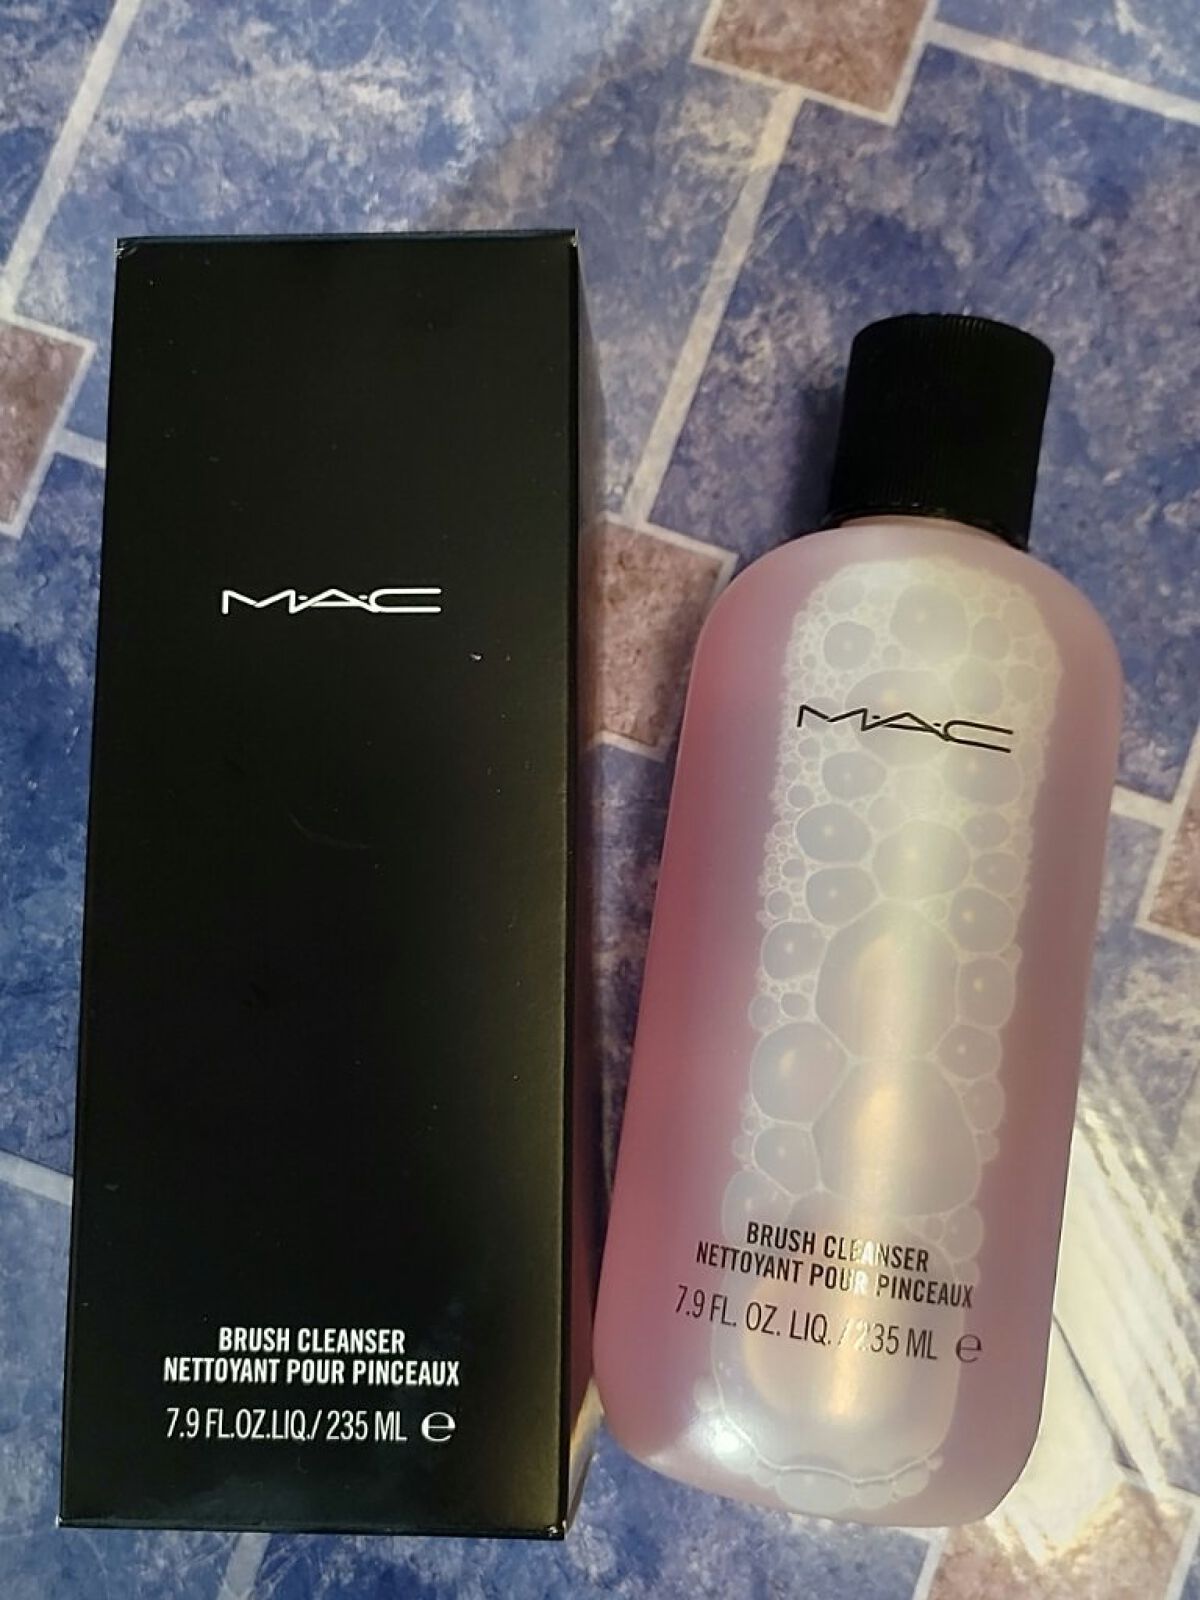 M·A·C
BRUSH CLEANSER
NETTOYANT POUR PINCEAUX
7.9 FL.OZ.LIQ./ 235 ML ℮
M·A·C
BRUSH CLEANSER
NETTOYANT POUR PINCEAUX
7.9 FL. OZ. LIQ. / 235 ML ℮